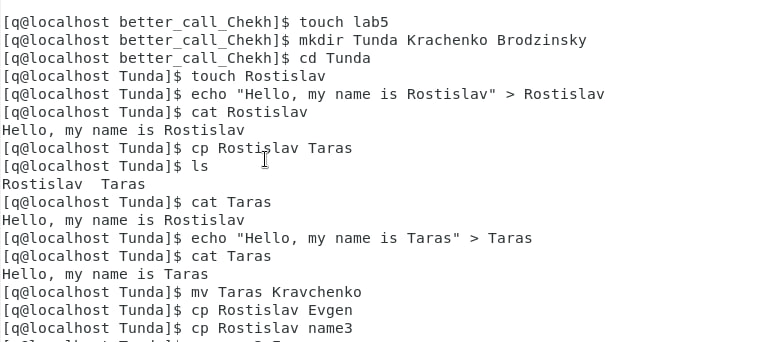 [q@localhost better_call_Chekh]$ touch lab5
[q@localhost better_call_Chekh]$ mkdir Tunda Krachenko Brodzinsky
[q@localhost better_call_Chekh]$ cd Tunda
[q@localhost Tunda]$ touch Rostislav
[q@localhost Tunda]$ echo "Hello, my name is Rostislav" > Rostislav
[q@localhost Tunda]$ cat Rostislav
Hello, my name is Rostislav
[q@localhost Tunda]$ cp Rostislav Taras
[q@localhost Tunda]$ ls
Rostislav  Taras
[q@localhost Tunda]$ cat Taras
Hello, my name is Rostislav
[q@localhost Tunda]$ echo "Hello, my name is Taras" > Taras
[q@localhost Tunda]$ cat Taras
Hello, my name is Taras
[q@localhost Tunda]$ mv Taras Kravchenko
[q@localhost Tunda]$ cp Rostislav Evgen
[q@localhost Tunda]$ cp Rostislav name3